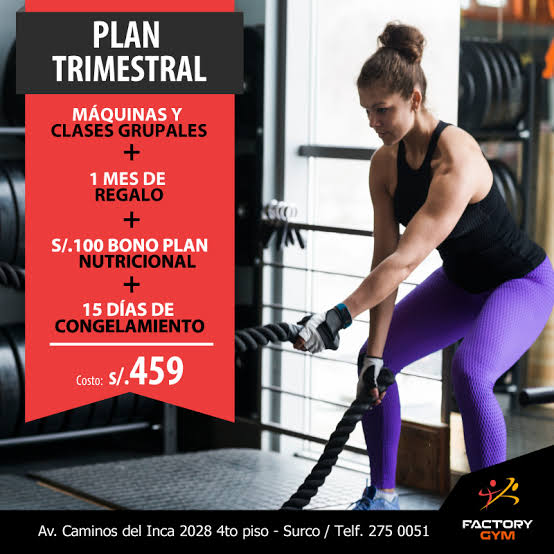 PLAN
TRIMESTRAL
MÁQUINAS Y
CLASES GRUPALES
+
1 MES DE
REGALO
+
S/.100 BONO PLAN
NUTRICIONAL
+
15 DÍAS DE
CONGELAMIENTO
Costo: S/.459
Av. Caminos del Inca 2028 4to piso - Surco / Telf. 275 0051
FACTORY
GYM